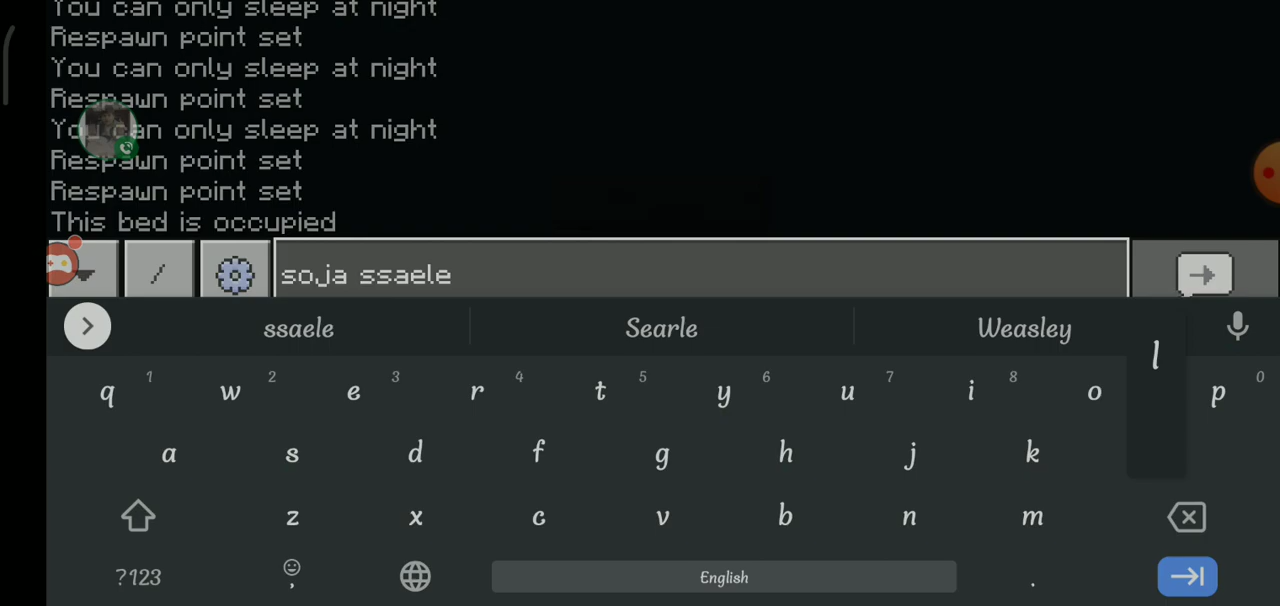 You can only sleep at night
Respawn point set
You can only sleep at night
Respawn point set
You can only sleep at night
Respawn point set
Respawn point set
This bed is occupied
/ soja ssaele
ssaele Searle Weasley
l
1 2 3 4 5 6 7 8 0
q w e r t y u i o p
a s d f g h j k
z x c v b n m
?123 , English .